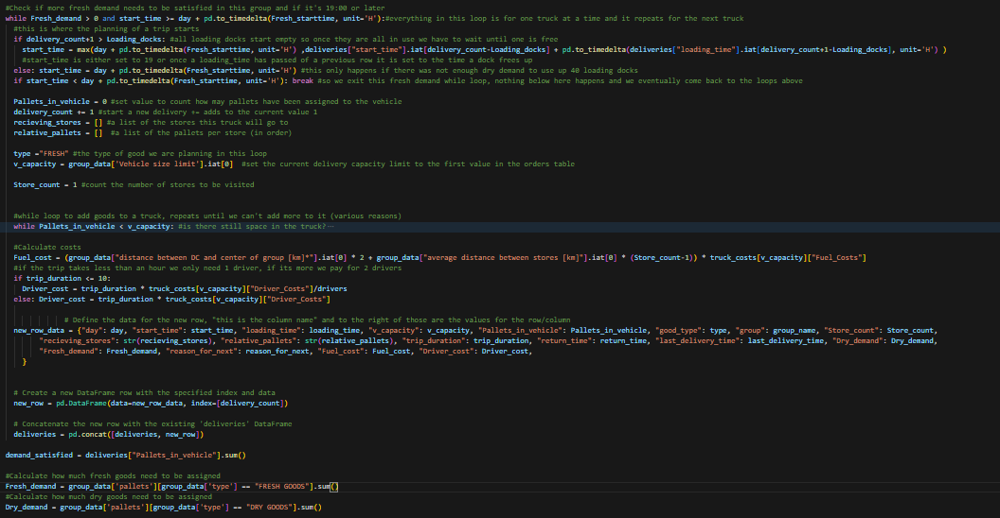 #Check if more fresh demand needs to be satisfied in this group and if it's 19:00 or later
while Fresh_demand > 0 and start_time >= day + pd.to_timedelta(Fresh_starttime, unit='H'):#everything in this loop is for one truck at a time and it repeats for the next truck
#this is where the planning of a trip starts
if delivery_count+1 > Loading_docks: #all loading docks start empty so once they are all in use we have to wait until one is free
start_time = max(day + pd.to_timedelta(Fresh_starttime, unit='H') ,deliveries["start_time"].iat[delivery_count-Loading_docks] + pd.to_timedelta(deliveries["loading_time"].iat[delivery_count+1-Loading_docks], unit='H') )
#start_time is either set to 19 or once a loading_time has passed of a previous row it is set to the time a dock frees up
else: start_time = day + pd.to_timedelta(Fresh_starttime, unit='H') #this only happens if there was not enough dry demand to use up 40 loading docks
if start_time < day + pd.to_timedelta(Fresh_starttime, unit='H'): break #so we exit this fresh demand while loop, nothing below here happens and we eventually come back to the loops above
Pallets_in_vehicle = 0 #set value to count how may pallets have been assigned to the vehicle
delivery_count += 1 #start a new delivery += adds to the current value 1
recieving_stores = [] #a list of the stores this truck will go to
relative_pallets = [] #a list of the pallets per store (in order)
type ="FRESH" #the type of good we are planning in this loop
v_capacity = group_data['Vehicle size limit'].iat[0] #set the current delivery capacity limit to the first value in the orders table
Store_count = 1 #count the number of stores to be visited
#while loop to add goods to a truck, repeats until we can't add more to it (various reasons)
while Pallets_in_vehicle < v_capacity: #is there still space in the truck?···
#Calculate costs
Fuel_cost = (group_data["distance between DC and center of group [km]*"].iat[0] * 2 + group_data["average distance between stores [km]"].iat[0] * (Store_count-1)) * truck_costs[v_capacity]["Fuel_Costs"]
#if the trip takes less than an hour we only need 1 driver, if its more we pay for 2 drivers
if trip_duration <= 10:
Driver_cost = trip_duration * truck_costs[v_capacity]["Driver_Costs"]/drivers
else: Driver_cost = trip_duration * truck_costs[v_capacity]["Driver_Costs"]
# Define the data for the new row, "this is the column name" and to the right of those are the values for the row/column
new_row_data = {"day": day, "start_time": start_time, "loading_time": loading_time, "v_capacity": v_capacity, "Pallets_in_vehicle": Pallets_in_vehicle, "good_type": type, "group": group_name, "Store_count": Store_count,
"recieving_stores": str(recieving_stores), "relative_pallets": str(relative_pallets), "trip_duration": trip_duration, "return_time": return_time, "last_delivery_time": last_delivery_time, "Dry_demand": Dry_demand,
"Fresh_demand": Fresh_demand, "reason_for_next": reason_for_next, "Fuel_cost": Fuel_cost, "Driver_cost": Driver_cost,
}
# Create a new DataFrame row with the specified index and data
new_row = pd.DataFrame(data=new_row_data, index=[delivery_count])
# Concatenate the new row with the existing 'deliveries' DataFrame
deliveries = pd.concat([deliveries, new_row])
demand_satisfied = deliveries["Pallets_in_vehicle"].sum()
#Calculate how much fresh goods need to be assigned
Fresh_demand = group_data['pallets'][group_data['type'] == "FRESH GOODS"].sum()
#Calculate how much dry goods need to be assigned
Dry_demand = group_data['pallets'][group_data['type'] == "DRY GOODS"].sum()